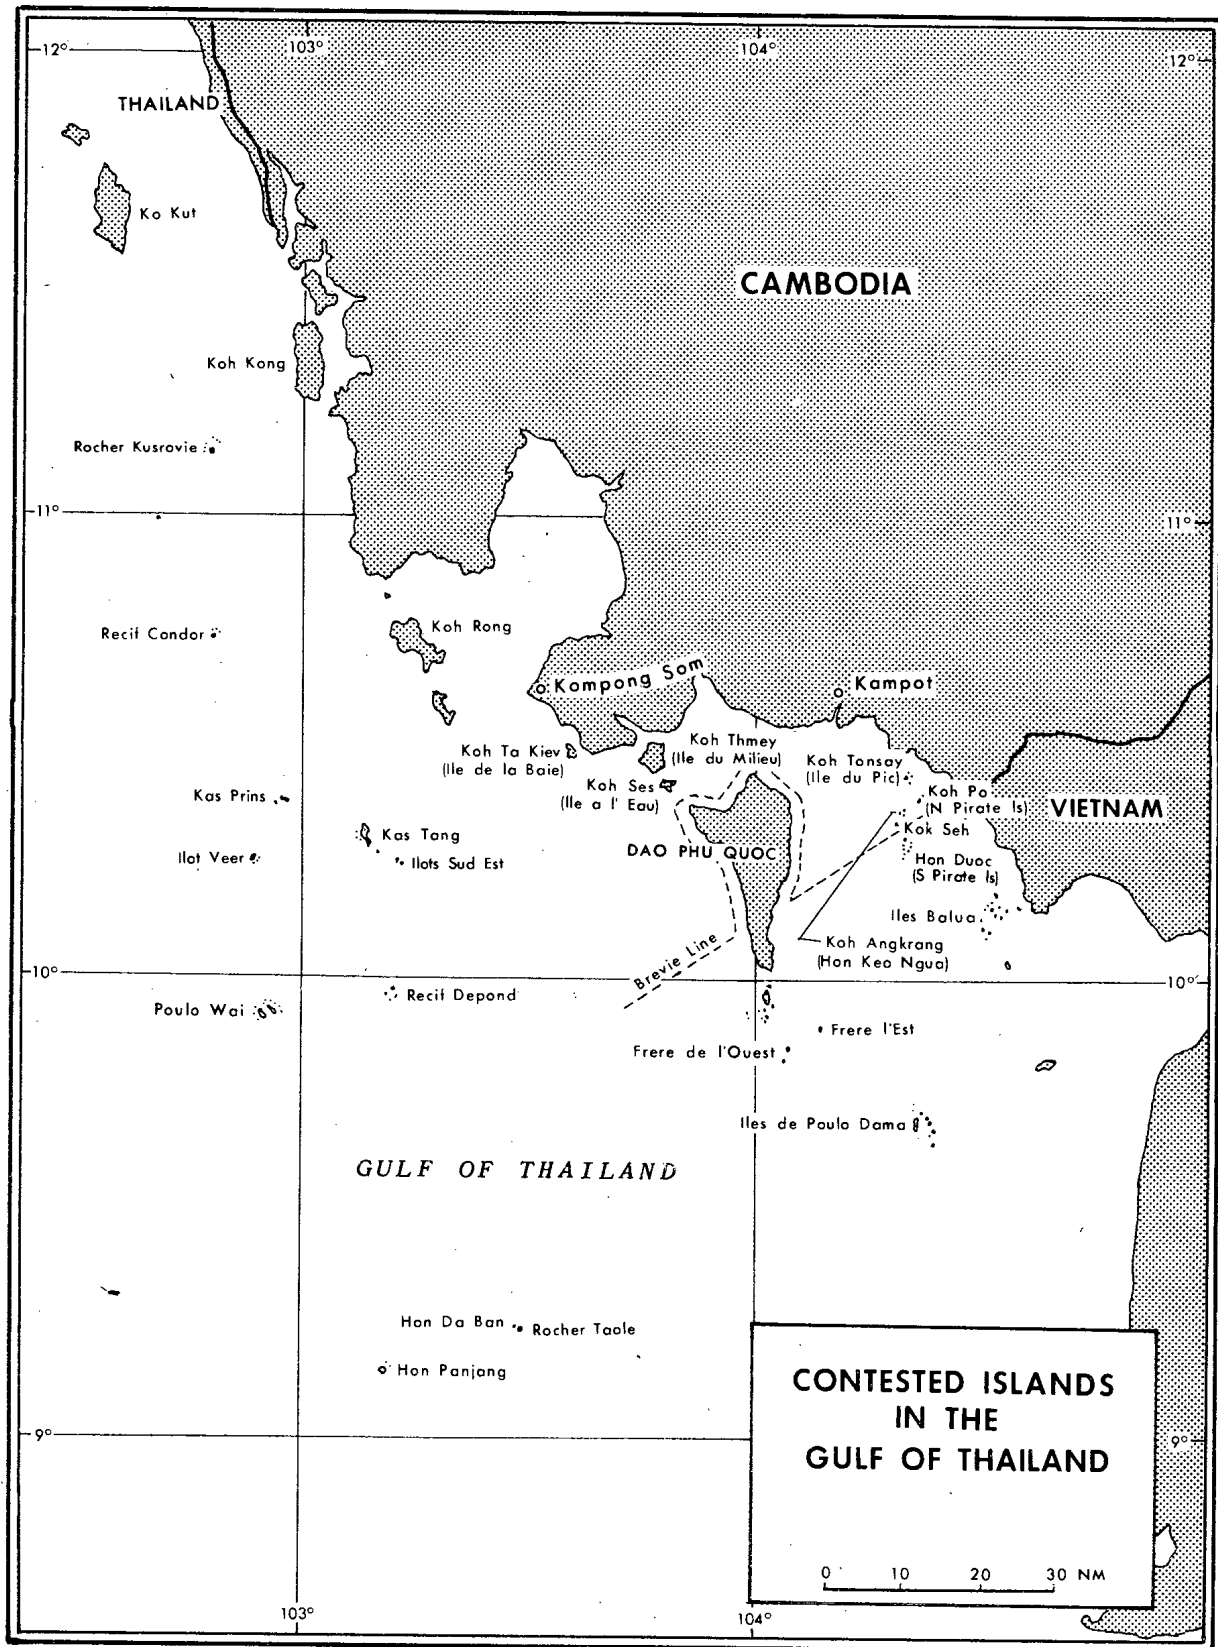 103°
104°
12°
12°
THAILAND
Ko Kut
CAMBODIA
Koh Kong
Rocher Kusrovie
11°
11°
Recif Condor
Koh Rong
Kompong Som
Kampot
Koh Ta Kiev
(Ile de la Baie)
Koh Thmey
(Ile du Milieu)
Koh Tonsay
(Ile du Pic)
Koh Ses
(Ile a l' Eau)
Koh Po
(N Pirate Is)
VIETNAM
Kas Prins
Kas Tang
Kok Seh
Ilot Veer
Ilots Sud Est
DAO PHU QUOC
Hon Duoc
(S Pirate Is)
Iles Balua
Koh Angkrang
(Hon Keo Ngua)
Brevie Line
10°
10°
Poulo Wai
Recif Depond
Frere l'Est
Frere de l'Ouest
Iles de Poulo Dama
GULF OF THAILAND
Hon Da Ban
Rocher Taole
Hon Panjang
9°
9°
CONTESTED ISLANDS
IN THE
GULF OF THAILAND
0 10 20 30 NM
103°
104°